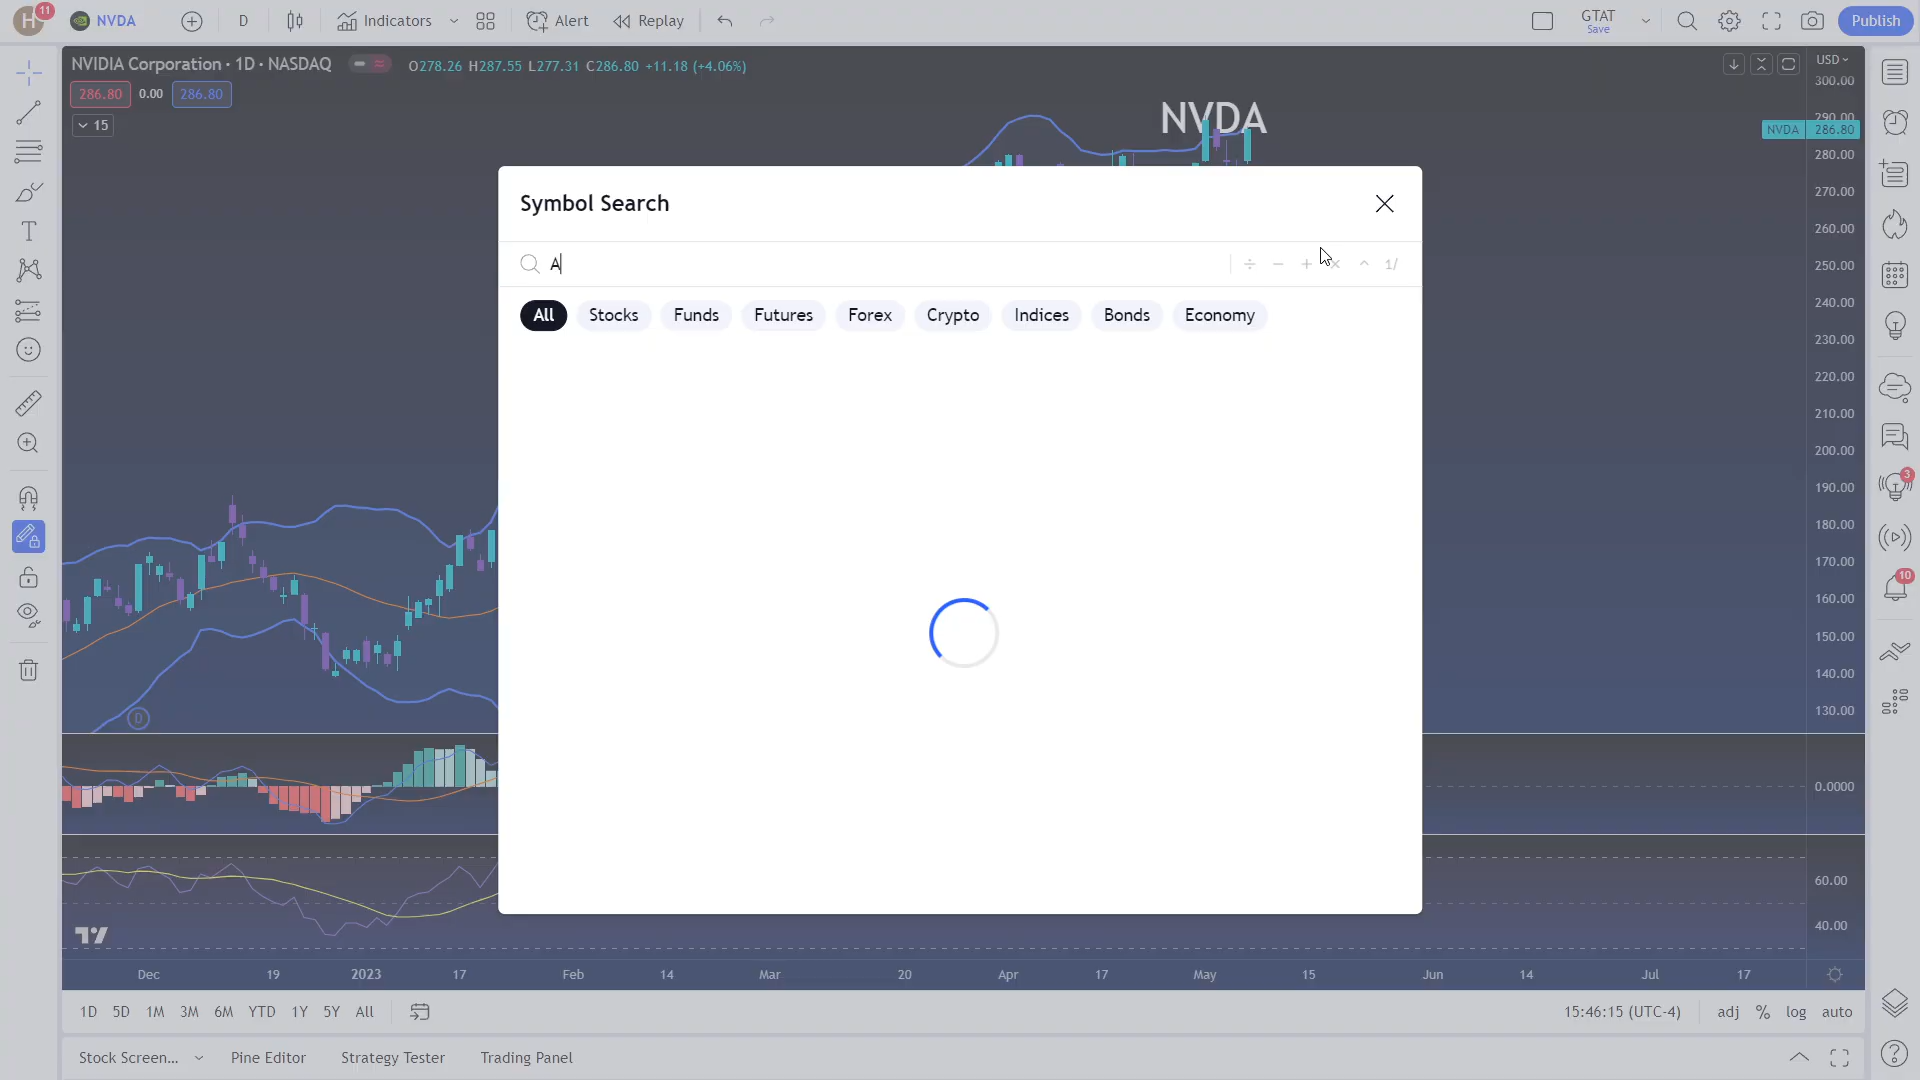 H 11 NVDA D Indicators Alert Replay GTAT Save Publish
NVIDIA Corporation · 1D · NASDAQ O278.26 H287.55 L277.31 C286.80 +11.18 (+4.06%)
286.80 0.00 286.80
15
NVDA
USD
300.00
290.00
NVDA 286.80
280.00
270.00
260.00
250.00
240.00
230.00
220.00
210.00
200.00
190.00
180.00
170.00
160.00
150.00
140.00
130.00
0.0000
60.00
40.00
Symbol Search
A
1/
All Stocks Funds Futures Forex Crypto Indices Bonds Economy
D
3
10
Dec 19 2023 17 Feb 14 Mar 20 Apr 17 May 15 Jun 14 Jul 17
1D 5D 1M 3M 6M YTD 1Y 5Y All 15:46:15 (UTC-4) adj % log auto
Stock Screen... Pine Editor Strategy Tester Trading Panel